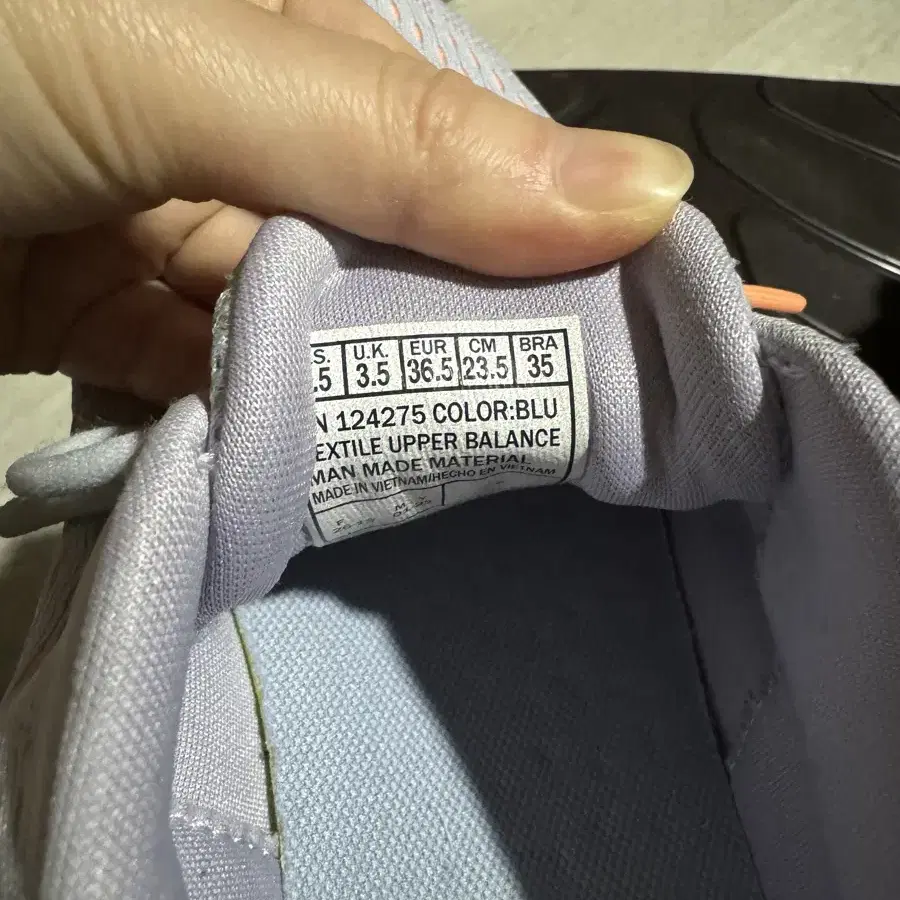 S. U.K. EUR CM BRA
.5 3.5 36.5 23.5 35
N 124275 COLOR:BLU
EXTILE UPPER BALANCE
MAN MADE MATERIAL
MADE IN VIETNAM/HECHO EN VIETNAM